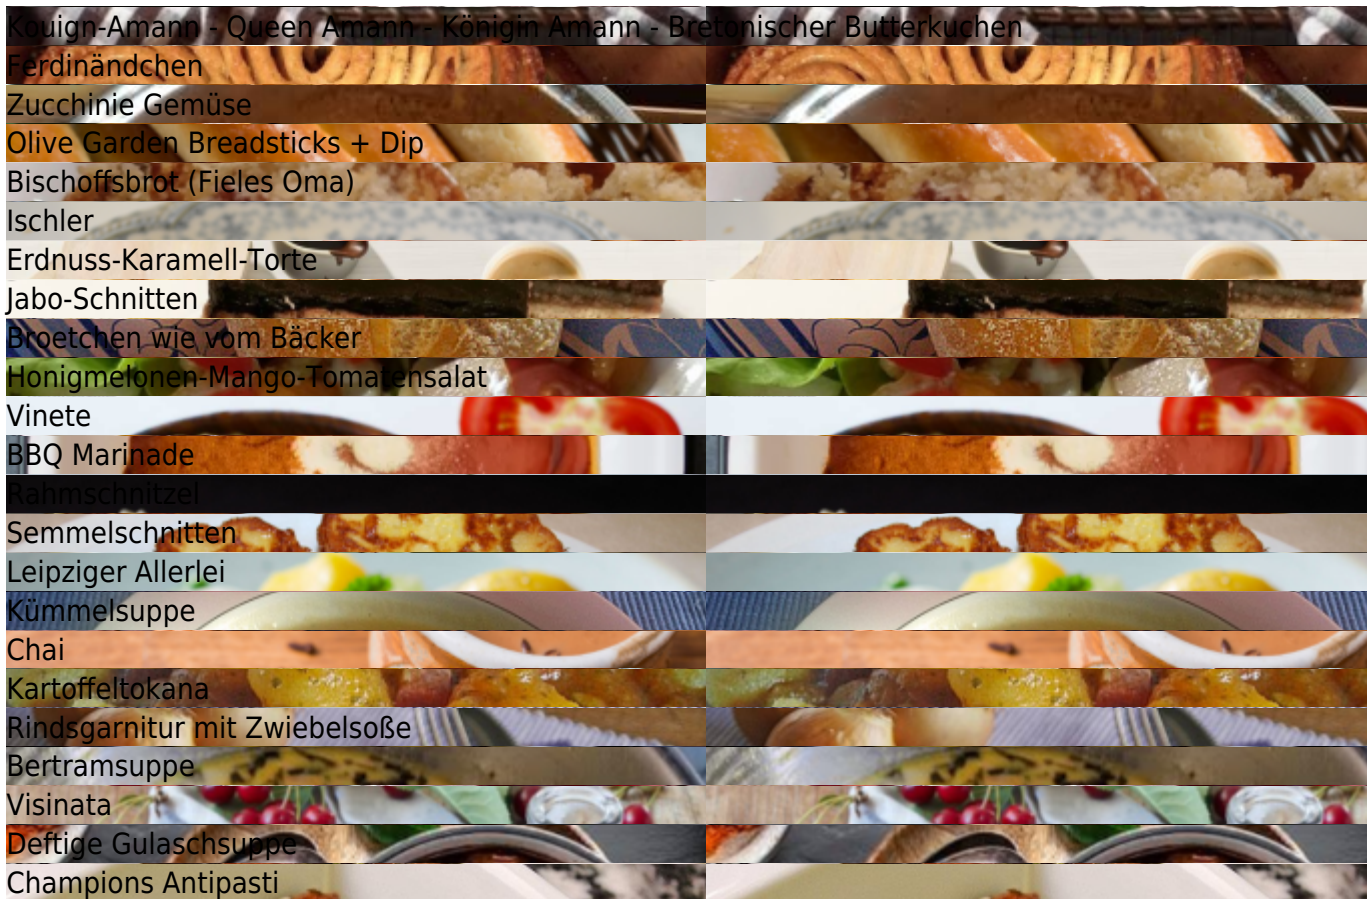 Kouign-Amann - Queen Amann - Königin Amann - Bretonischer Butterkuchen
Ferdinändchen
Zucchinie Gemüse
Olive Garden Breadsticks + Dip
Bischoffsbrot (Fieles Oma)
Ischler
Erdnuss-Karamell-Torte
Jabo-Schnitten
Broetchen wie vom Bäcker
Honigmelonen-Mango-Tomatensalat
Vinete
BBQ Marinade
Rahmschnitzel
Semmelschnitten
Leipziger Allerlei
Kümmelsuppe
Chai
Kartoffeltokana
Rindsgarnitur mit Zwiebelsoße
Bertramsuppe
Visinata
Deftige Gulaschsuppe
Champions Antipasti